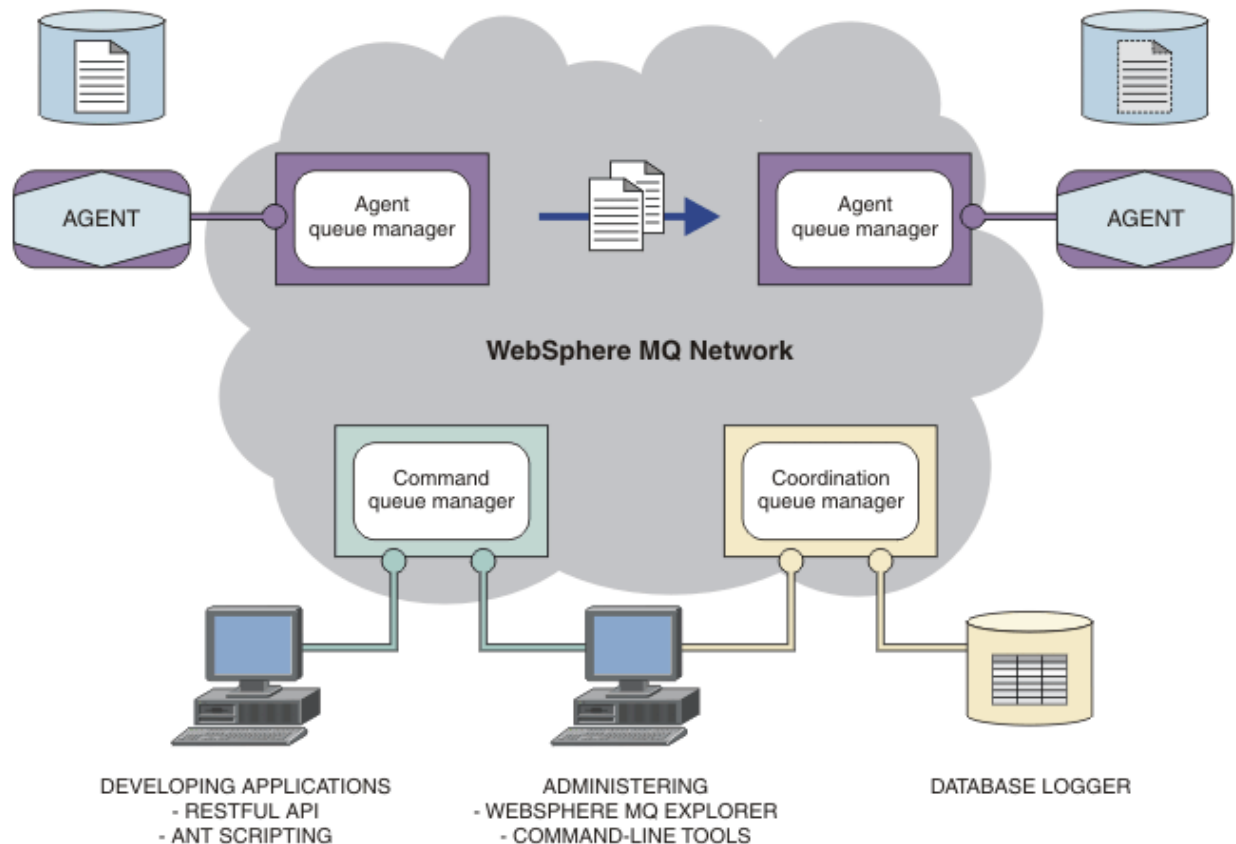 AGENT
Agent
queue manager
Agent
queue manager
AGENT
WebSphere MQ Network
Command
queue manager
Coordination
queue manager
DEVELOPING APPLICATIONS
- RESTFUL API
- ANT SCRIPTING
ADMINISTERING
- WEBSPHERE MQ EXPLORER
- COMMAND-LINE TOOLS
DATABASE LOGGER